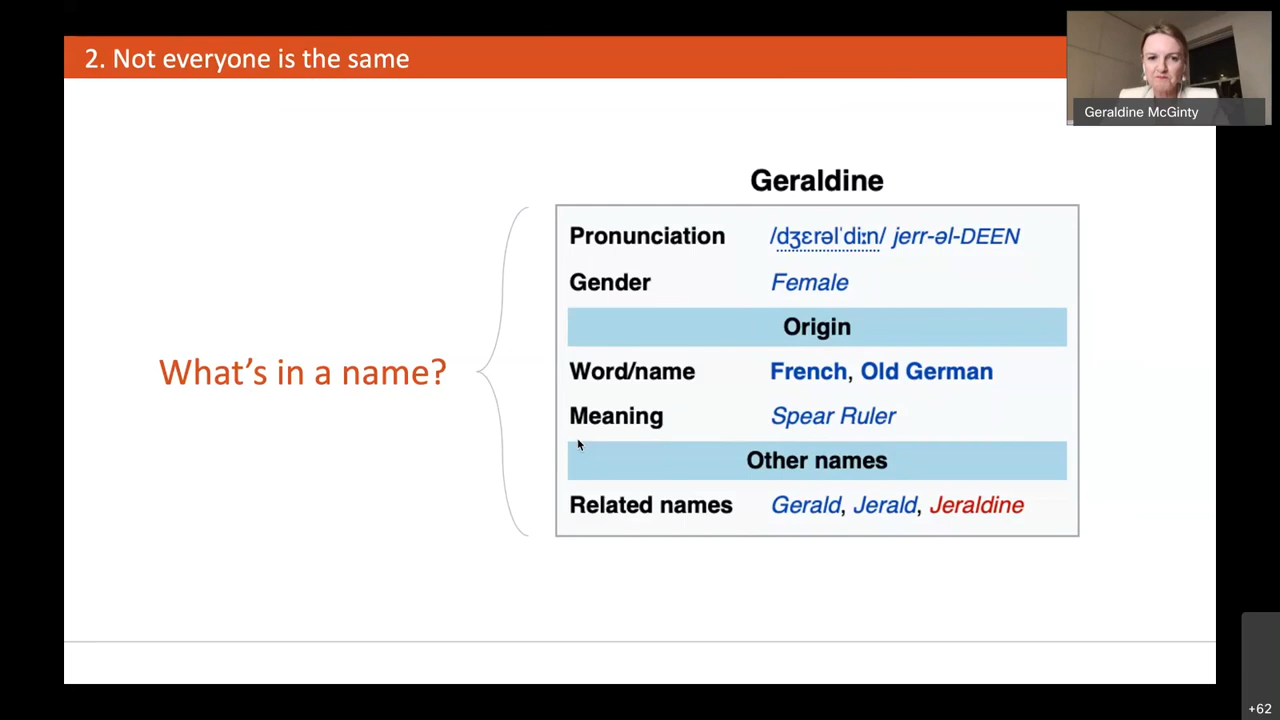 2. Not everyone is the same
Geraldine McGinty
Geraldine
Pronunciation /dʒɛrəlˈdiːn/ jerr-əl-DEEN
Gender Female
Origin
What’s in a name?
Word/name French, Old German
Meaning Spear Ruler
Other names
Related names Gerald, Jerald, Jeraldine
+62